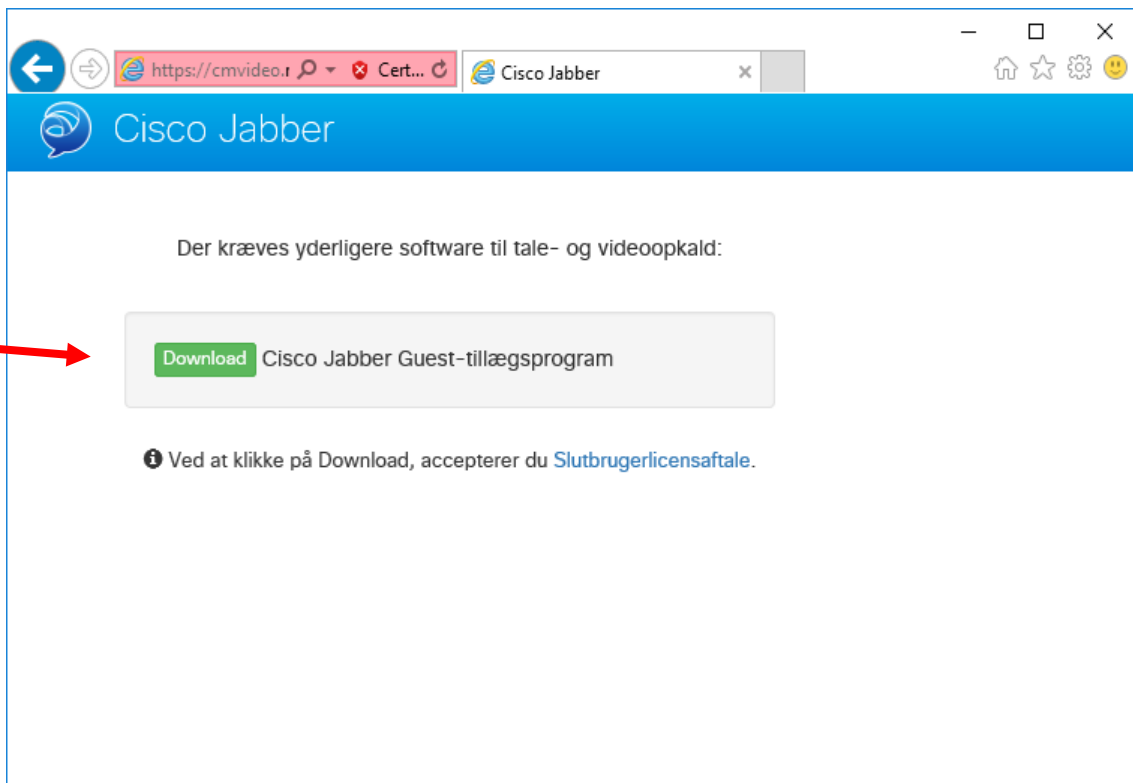 https://cmvideo.r Cert... Cisco Jabber
Cisco Jabber
Der kræves yderligere software til tale- og videoopkald:
Download Cisco Jabber Guest-tillægsprogram
Ved at klikke på Download, accepterer du Slutbrugerlicensaftale.